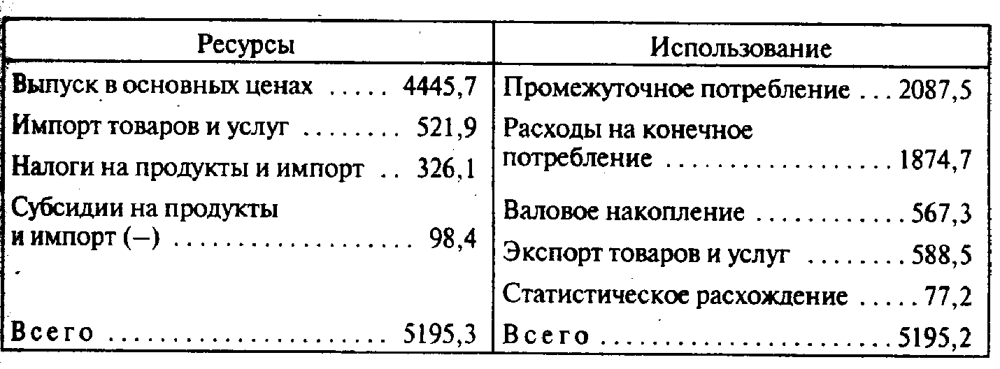 Ресурсы
Выпуск в основных ценах ..... 4445,7
Импорт товаров и услуг ........ 521,9
Налоги на продукты и импорт .. 326,1
Субсидии на продукты
и импорт (—) ................... 98,4
Всего ....................... 5195,3
Использование
Промежуточное потребление ... 2087,5
Расходы на конечное
потребление .................. 1874,7
Валовое накопление ............ 567,3
Экспорт товаров и услуг ........ 588,5
Статистическое расхождение ..... 77,2
Всего ....................... 5195,2